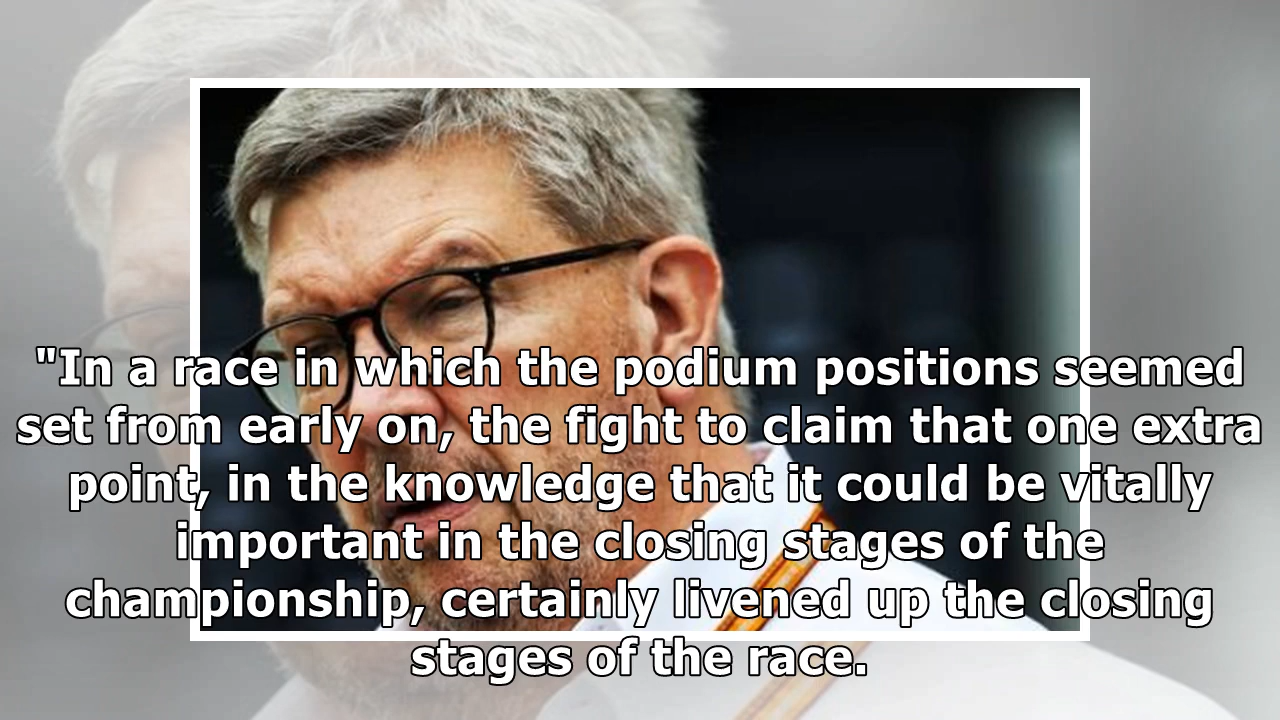 "In a race in which the podium positions seemed
set from early on, the fight to claim that one extra
point, in the knowledge that it could be vitally
important in the closing stages of the
championship, certainly livened up the closing
stages of the race.